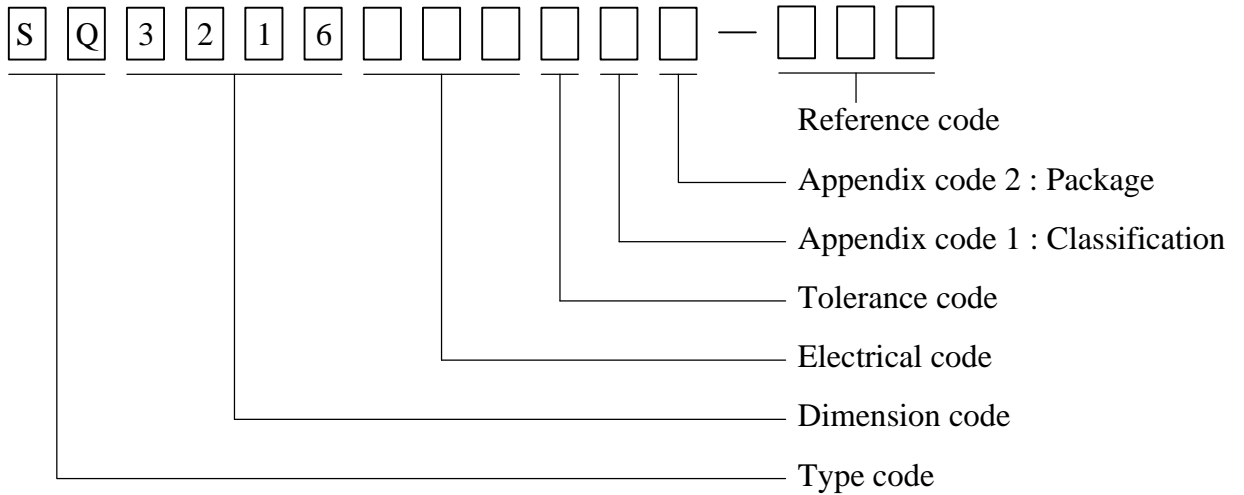 S Q 3 2 1 6 —
Reference code
Appendix code 2 : Package
Appendix code 1 : Classification
Tolerance code
Electrical code
Dimension code
Type code